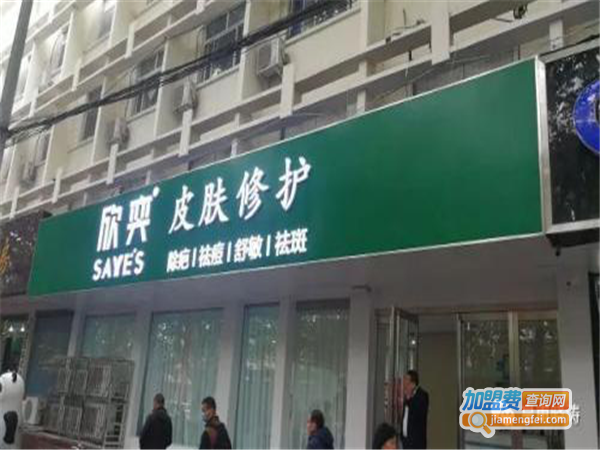 欣奕 皮肤修护
SAYE'S 除疤|祛痘|舒敏|祛斑
加盟费查询网
jiamengfei.com